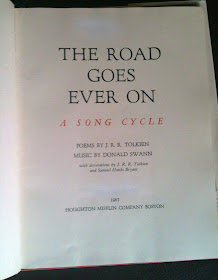 THE ROAD
GOES
EVER ON
A SONG CYCLE
POEMS BY J. R. R. TOLKIEN
MUSIC BY DONALD SWANN
with decorations by J. R. R. Tolkien
and Samuel Hanks Bryant
1967
HOUGHTON MIFFLIN COMPANY BOSTON